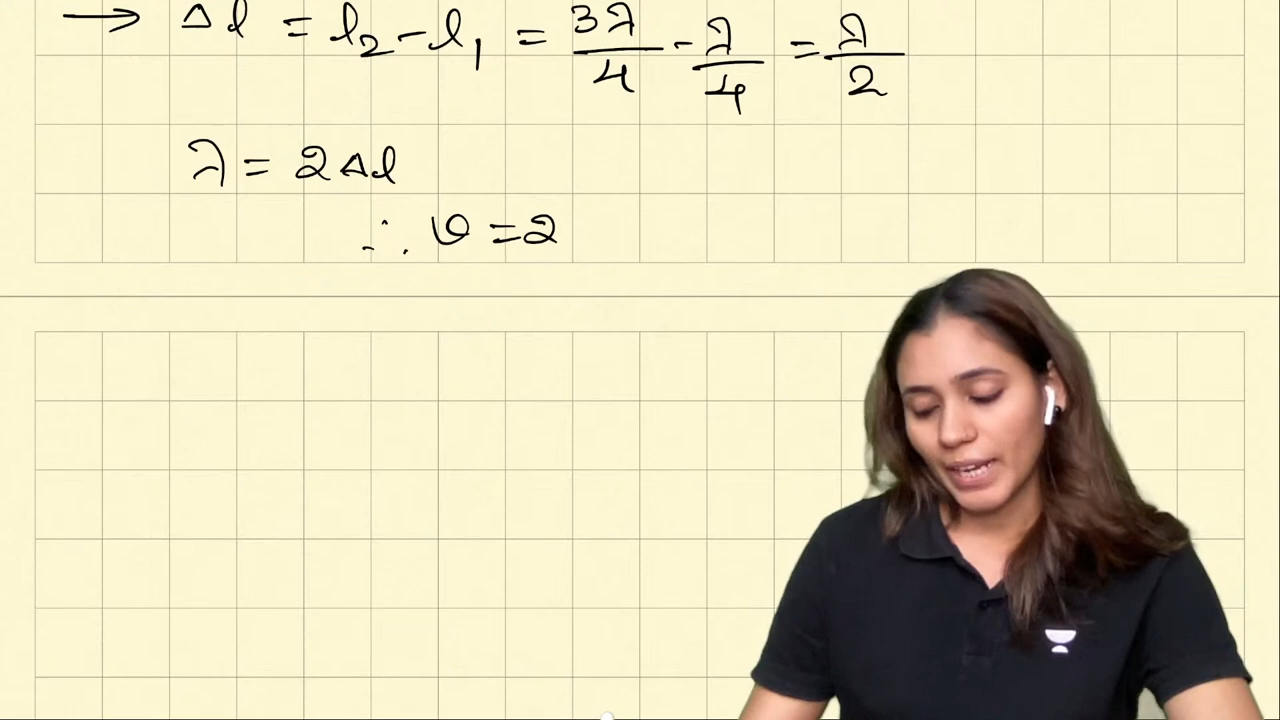 → Δl = l₂ - l₁ = 3λ/4 - λ/4 = λ/2
λ = 2Δl
∴ v = 2